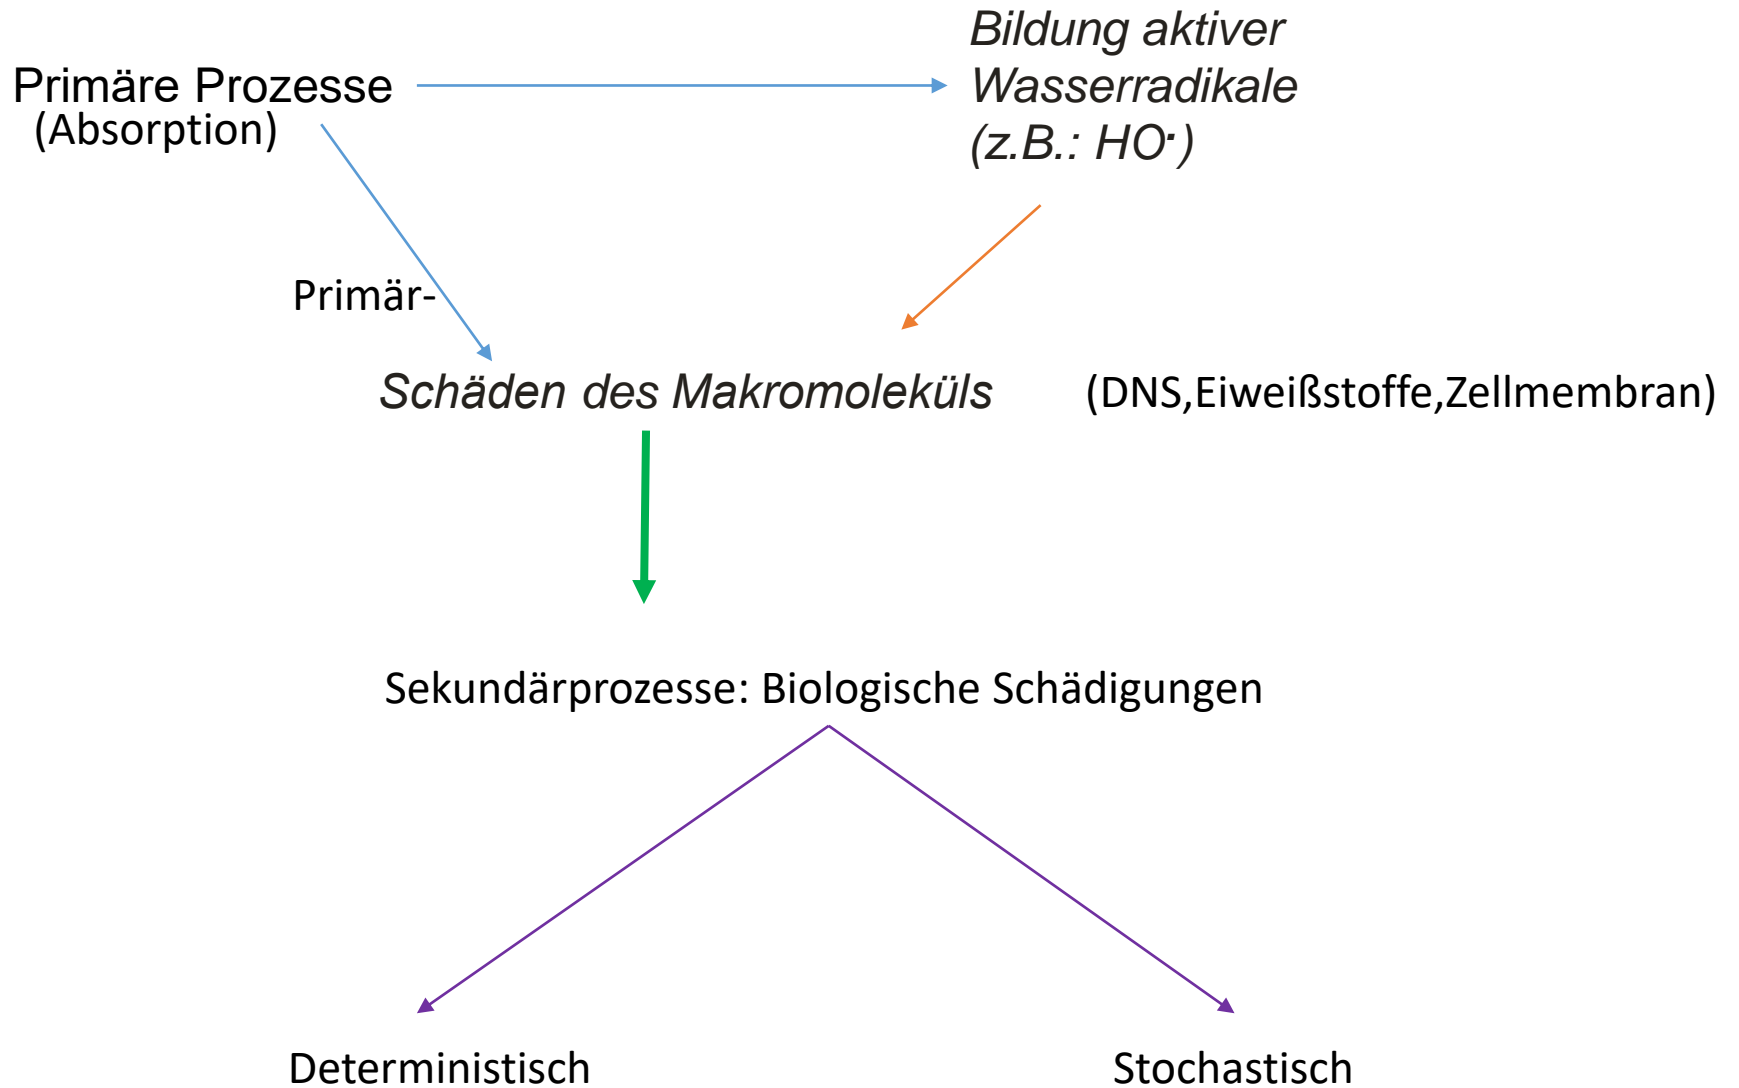 Primäre Prozesse
(Absorption)
Bildung aktiver
Wasserradikale
(z.B.: HO·)
Primär-
Schäden des Makromoleküls
(DNS,Eiweißstoffe,Zellmembran)
Sekundärprozesse: Biologische Schädigungen
Deterministisch
Stochastisch